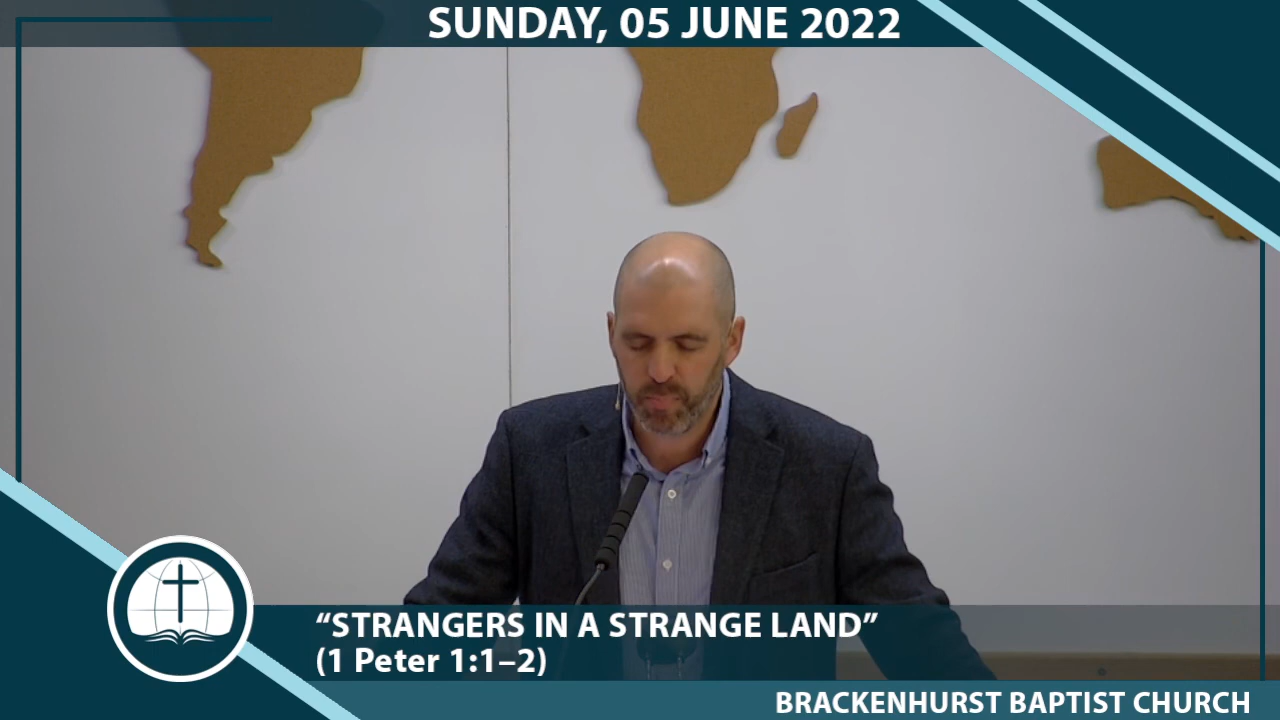 SUNDAY, 05 JUNE 2022
“STRANGERS IN A STRANGE LAND”
(1 Peter 1:1–2)
BRACKENHURST BAPTIST CHURCH